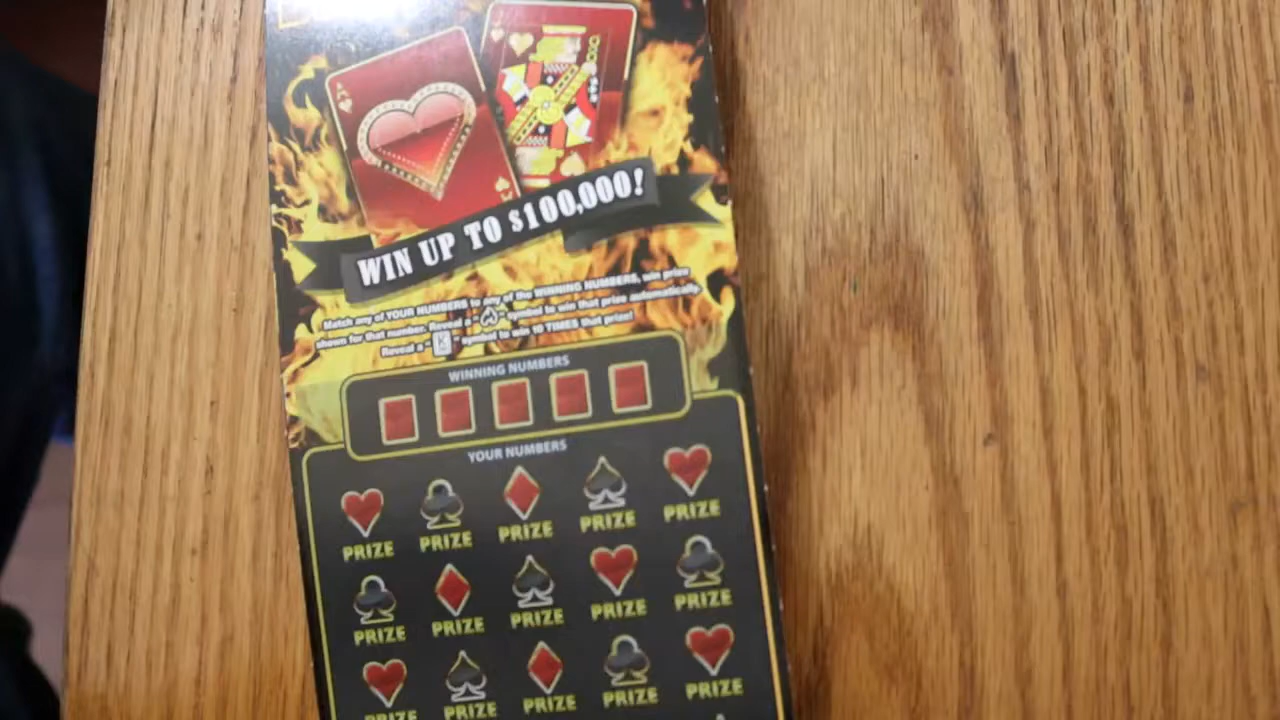 A
WIN UP TO $100,000!
Match any of YOUR NUMBERS to any of the WINNING NUMBERS, win prize
shown for that number. Reveal a " " symbol to win that prize automatically.
Reveal a " K " symbol to win 10 TIMES that prize!
WINNING NUMBERS
YOUR NUMBERS
PRIZE PRIZE PRIZE PRIZE PRIZE
PRIZE PRIZE PRIZE PRIZE PRIZE
PRIZE PRIZE PRIZE PRIZE PRIZE